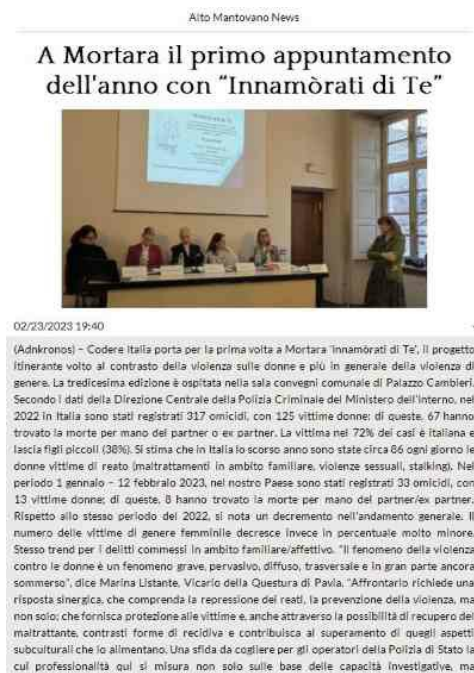 Alto Mantovano News
A Mortara il primo appuntamento
dell'anno con "Innamòrati di Te"
02/23/2023 19:40
(Adnkronos) – Codere Italia porta per la prima volta a Mortara 'Innamòrati di Te', il progetto
itinerante volto al contrasto della violenza sulle donne e più in generale della violenza di
genere. La tredicesima edizione è ospitata nella sala convegni comunale di Palazzo Cambieri.
Secondo i dati della Direzione Centrale della Polizia Criminale del Ministero dell'Interno, nel
2022 in Italia sono stati registrati 317 omicidi, con 125 vittime donne: di queste, 67 hanno
trovato la morte per mano del partner o ex partner. La vittima nel 72% dei casi è italiana e
lascia figli piccoli (38%). Si stima che in Italia lo scorso anno sono state circa 86 ogni giorno le
donne vittime di reato (maltrattamenti in ambito familiare, violenze sessuali, stalking). Nel
periodo 1 gennaio – 12 febbraio 2023, nel nostro Paese sono stati registrati 33 omicidi, con
13 vittime donne; di queste, 8 hanno trovato la morte per mano del partner/ex partner.
Rispetto allo stesso periodo del 2022, si nota un decremento nell'andamento generale. Il
numero delle vittime di genere femminile decresce invece in percentuale molto minore.
Stesso trend per i delitti commessi in ambito familiare/affettivo. "Il fenomeno della violenza
contro le donne è un fenomeno grave, pervasivo, diffuso, trasversale e in gran parte ancora
sommerso", dice Marina Listante, Vicario della Questura di Pavia. "Affrontarlo richiede una
risposta sinergica, che comprenda la repressione dei reati, la prevenzione della violenza, ma
non solo; che fornisca protezione alle vittime e, anche attraverso la possibilità di recupero del
maltrattante, contrasti forme di recidiva e contribuisca al superamento di quegli aspetti
subculturali che lo alimentano. Una sfida da cogliere per gli operatori della Polizia di Stato la
cui professionalità qui si misura non solo sulle base delle capacità investigative, ma